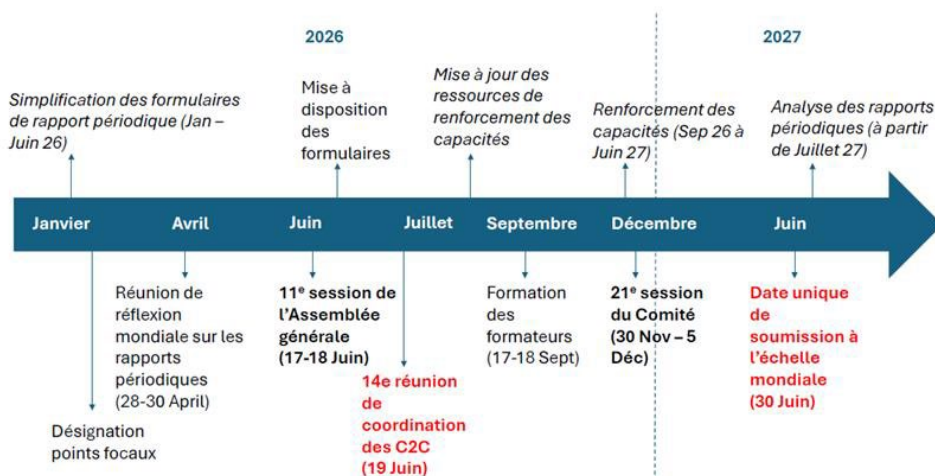 2026
2027
Simplification des formulaires
de rapport périodique (Jan –
Juin 26)
Mise à
disposition
des
formulaires
Mise à jour des
ressources de
renforcement des
capacités
Renforcement des
capacités (Sep 26 à
Juin 27)
Analyse des rapports
périodiques (à partir
de Juillet 27)
Janvier
Avril
Juin
Juillet
Septembre
Décembre
Juin
Désignation
points focaux
Réunion de
réflexion
mondiale sur les
rapports
périodiques
(28-30 April)
11e session de
l'Assemblée
générale
(17-18 Juin)
14e réunion
de
coordination
des C2C
(19 Juin)
Formation
des
formateurs
(17-18 Sept)
21e session
du Comité
(30 Nov – 5
Déc)
Date unique
de
soumission à
l'échelle
mondiale
(30 Juin)